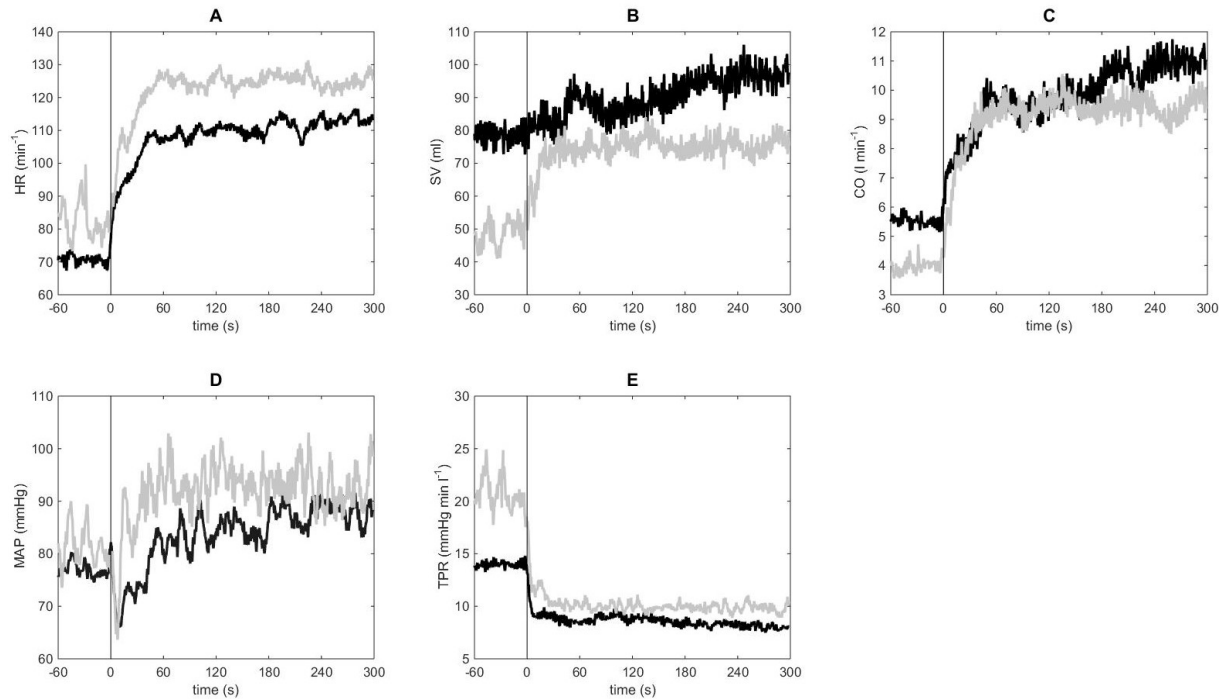 A
HR (min⁻¹)
140
130
120
110
100
90
80
70
60
-60 0 60 120 180 240 300
time (s)
B
SV (ml)
110
100
90
80
70
60
50
40
30
-60 0 60 120 180 240 300
time (s)
C
CO (l min⁻¹)
12
11
10
9
8
7
6
5
4
3
-60 0 60 120 180 240 300
time (s)
D
MAP (mmHg)
110
100
90
80
70
60
-60 0 60 120 180 240 300
time (s)
E
TPR (mmHg min l⁻¹)
30
25
20
15
10
5
-60 0 60 120 180 240 300
time (s)